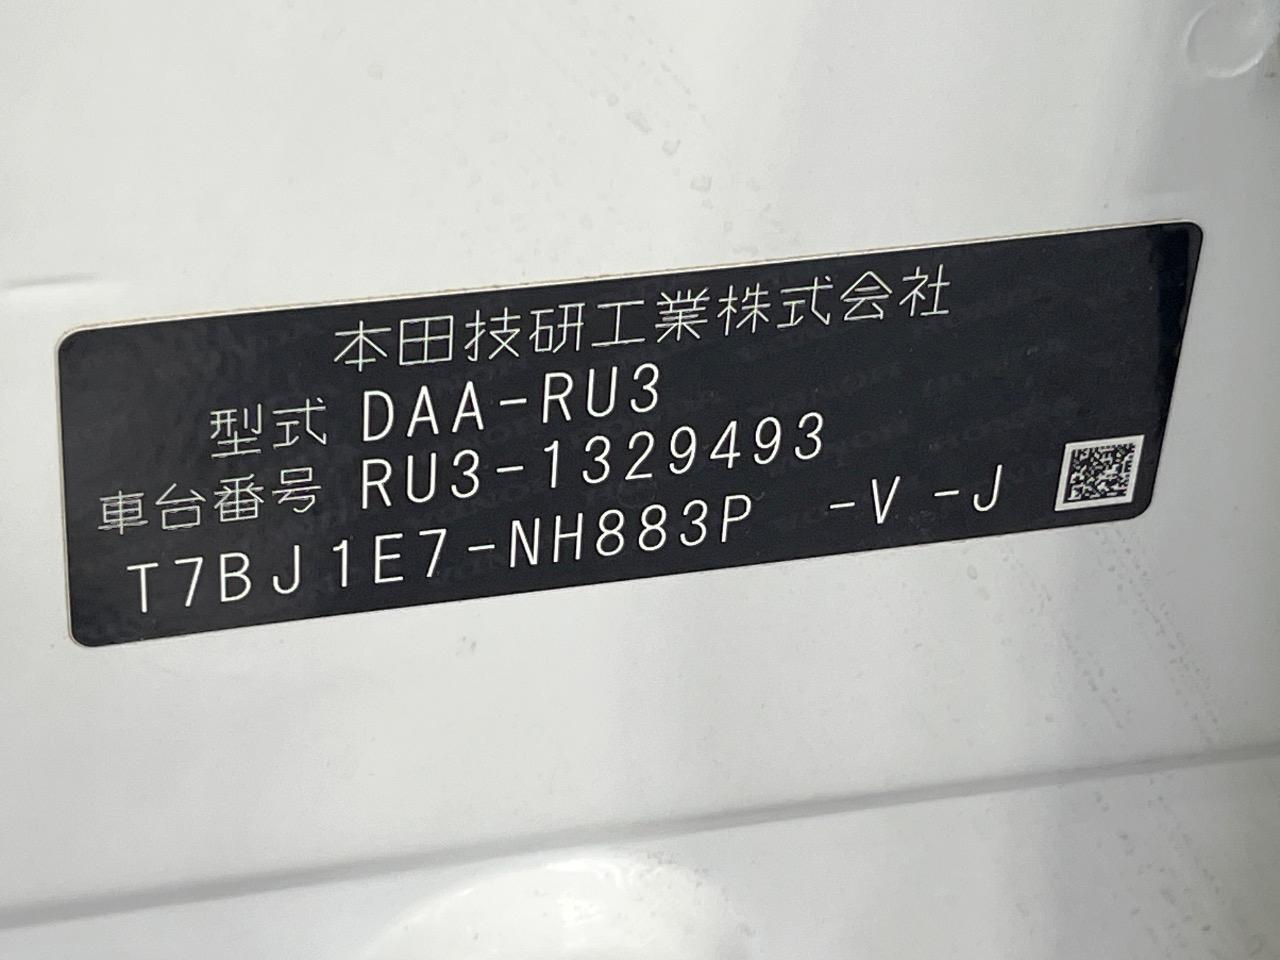 本田技研工業株式会社
型式 DAA-RU3
車台番号 RU3-1329493
T7BJ1E7-NH883P -V -J